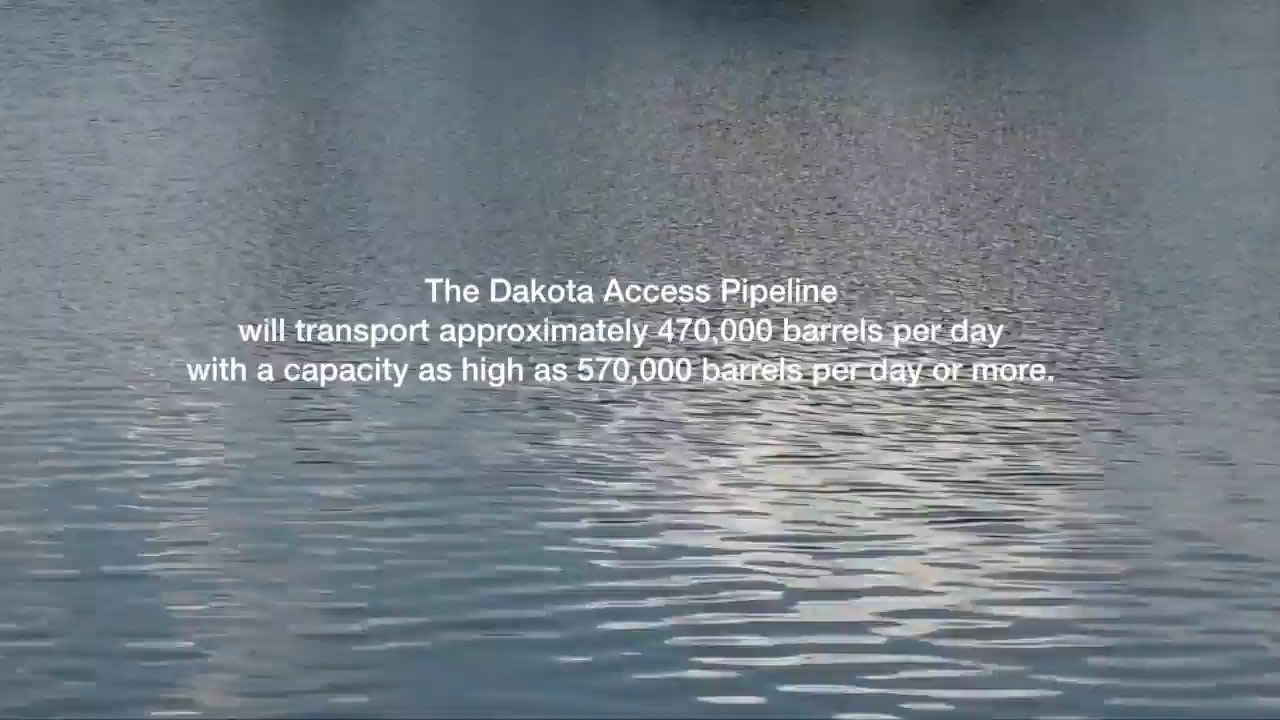 The Dakota Access Pipeline
will transport approximately 470,000 barrels per day
with a capacity as high as 570,000 barrels per day or more.